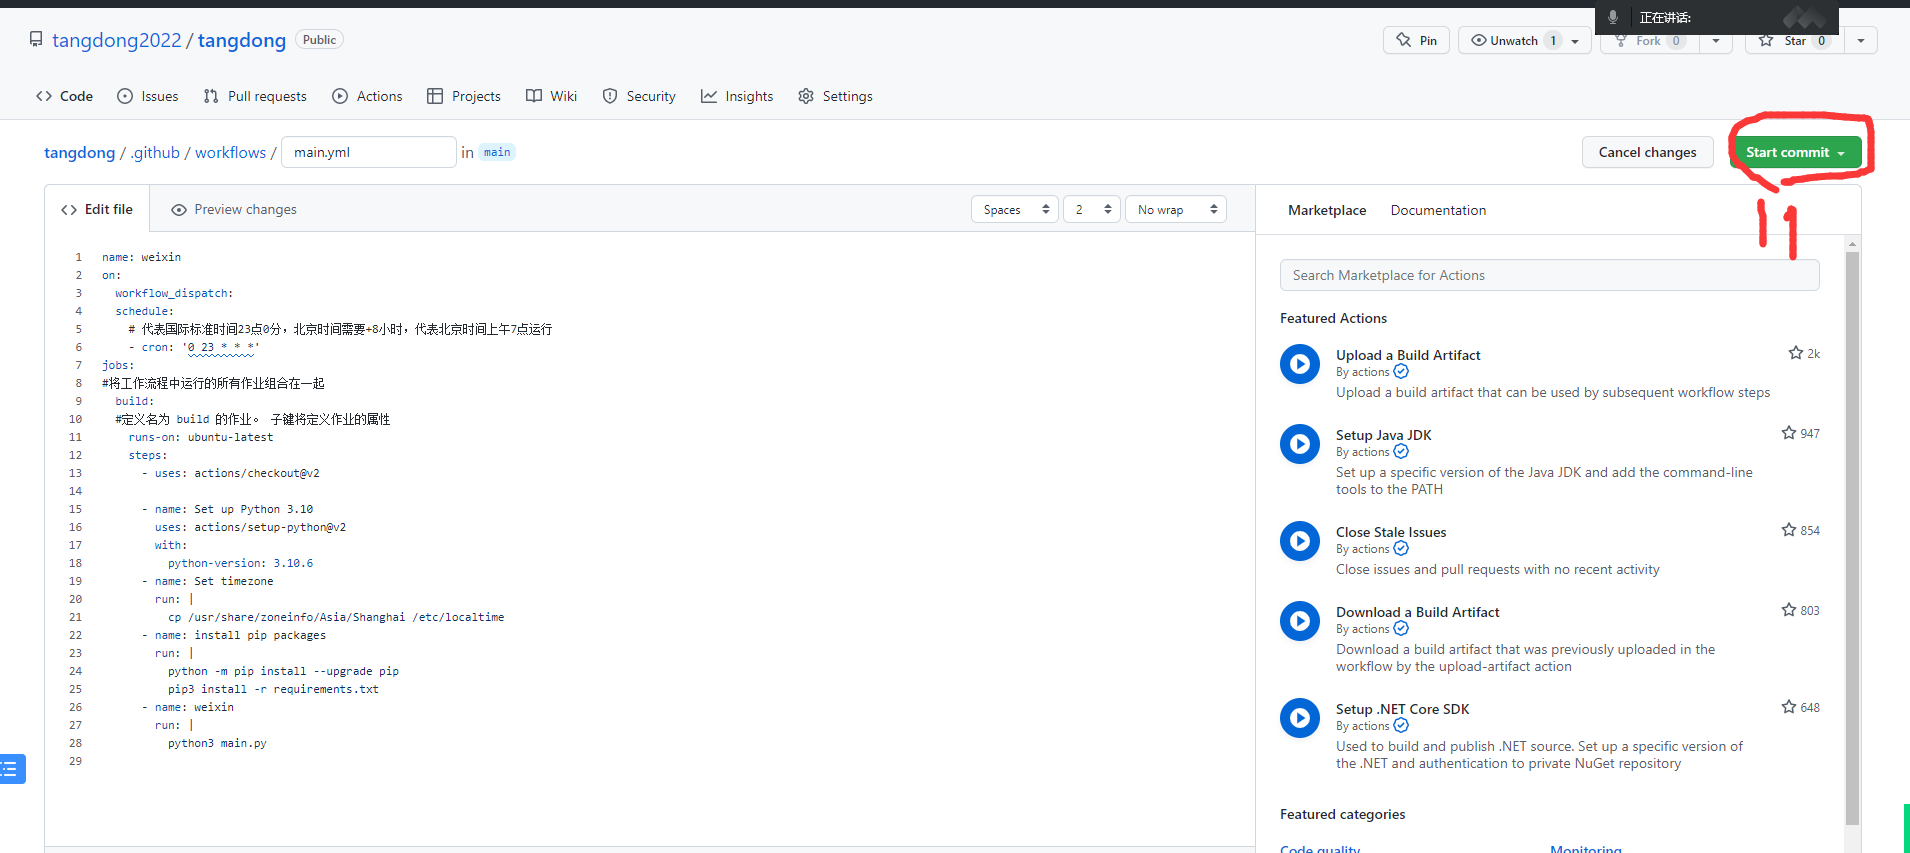 正在讲话:
tangdong2022 / tangdong Public
Pin
Unwatch 1
Fork 0
Star 0
Code
Issues
Pull requests
Actions
Projects
Wiki
Security
Insights
Settings
tangdong / .github / workflows / main.yml in main
Cancel changes
Start commit
11
Edit file
Preview changes
Spaces
2
No wrap
1 name: weixin
2 on:
3 workflow_dispatch:
4 schedule:
5 # 代表国际标准时间23点0分，北京时间需要+8小时，代表北京时间上午7点运行
6 - cron: '0 23 * * *'
7 jobs:
8 #将工作流程中运行的所有作业组合在一起
9 build:
10 #定义名为 build 的作业。 子键将定义作业的属性
11 runs-on: ubuntu-latest
12 steps:
13 - uses: actions/checkout@v2
14
15 - name: Set up Python 3.10
16 uses: actions/setup-python@v2
17 with:
18 python-version: 3.10.6
19 - name: Set timezone
20 run: |
21 cp /usr/share/zoneinfo/Asia/Shanghai /etc/localtime
22 - name: install pip packages
23 run: |
24 python -m pip install --upgrade pip
25 pip3 install -r requirements.txt
26 - name: weixin
27 run: |
28 python3 main.py
29
Marketplace
Documentation
Search Marketplace for Actions
Featured Actions
Upload a Build Artifact
2k
By actions
Upload a build artifact that can be used by subsequent workflow steps
Setup Java JDK
947
By actions
Set up a specific version of the Java JDK and add the command-line
tools to the PATH
Close Stale Issues
854
By actions
Close issues and pull requests with no recent activity
Download a Build Artifact
803
By actions
Download a build artifact that was previously uploaded in the
workflow by the upload-artifact action
Setup .NET Core SDK
648
By actions
Used to build and publish .NET source. Set up a specific version of
the .NET and authentication to private NuGet repository
Featured categories
Code quality
Monitoring